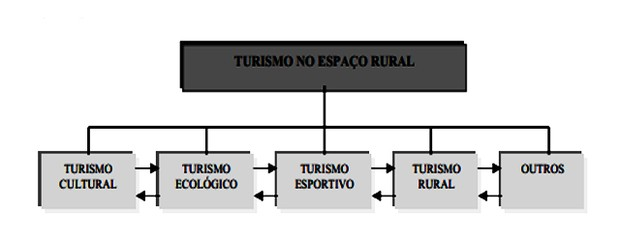 TURISMO NO ESPAÇO RURAL
TURISMO
CULTURAL
TURISMO
ECOLÓGICO
TURISMO
ESPORTIVO
TURISMO
RURAL
OUTROS